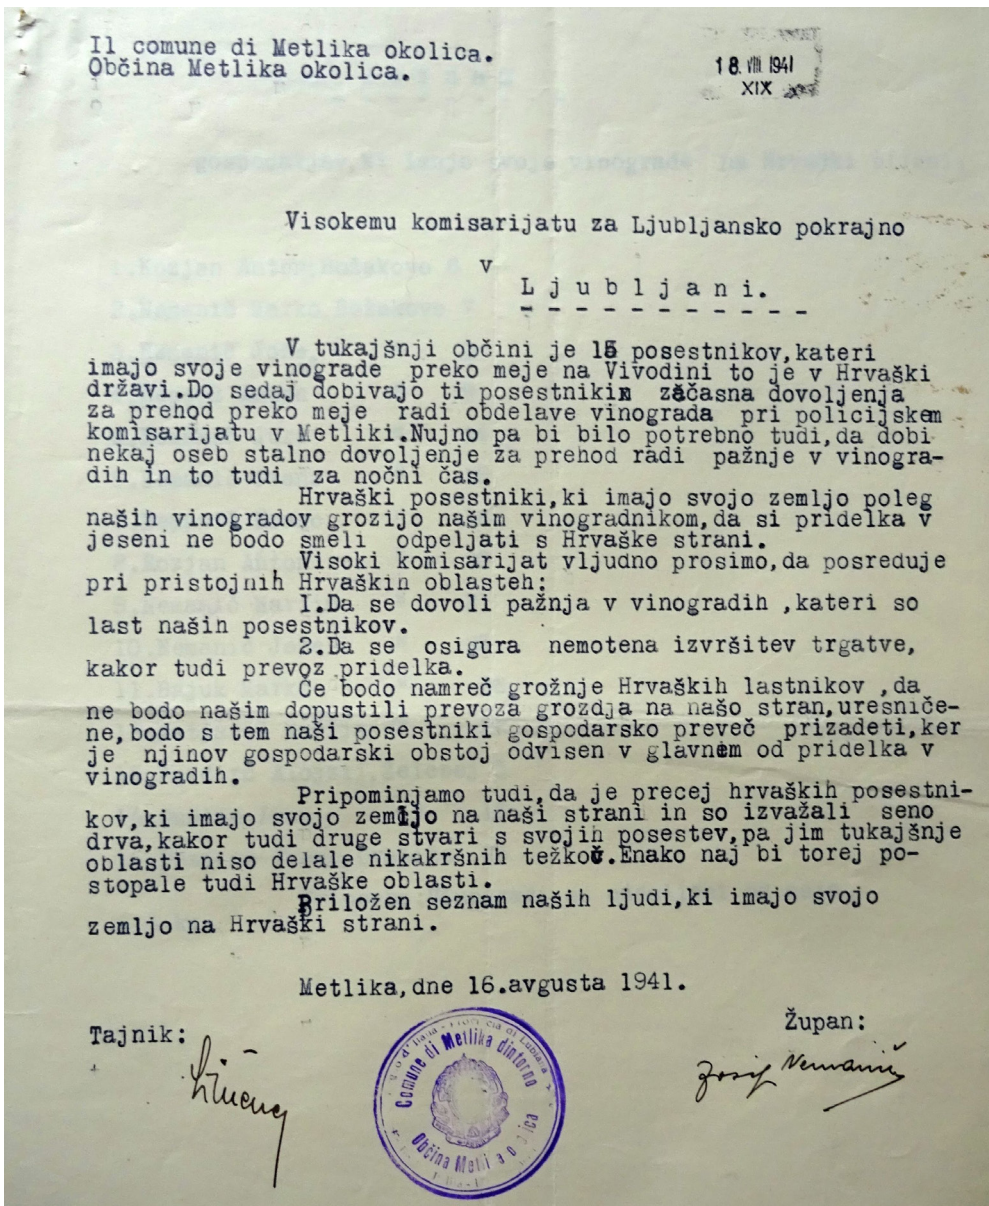 Il comune di Metlika okolica.
Občina Metlika okolica.
18. VIII 1941
XIX
Visokemu komisarijatu za Ljubljansko pokrajno
v
Ljubljani.
V tukajšnji občini je 15 posestnikov,kateri
imajo svoje vinograde preko meje na Vivodini to je v Hrvaški
državi.Do sedaj dobivajo ti posestniki začasna dovoljenja
za prehod preko meje radi obdelave vinograda pri policijskem
komisarijatu v Metliki.Nujno pa bi bilo potrebno tudi,da dobi
nekaj oseb stalno dovoljenje za prehod radi pažnje v vinogra-
dih in to tudi za nočni čas.
Hrvaški posestniki,ki imajo svojo zemljo poleg
naših vinogradov grozijo našim vinogradnikom,da si pridelka v
jeseni ne bodo smeli odpeljati s Hrvaške strani.
Visoki komisarijat vljudno prosimo,da posreduje
pri pristojnih Hrvaškin oblasteh:
1.Da se dovoli pažnja v vinogradih ,kateri so
last naših posestnikov.
2.Da se osigura nemotena izvršitev trgatve,
kakor tudi prevoz pridelka.
Če bodo namreč grožnje Hrvaških lastnikov ,da
ne bodo našim dopustili prevoza grozdja na našo stran,uresniče-
ne,bodo s tem naši posestniki gospodarsko preveč prizadeti,ker
je njinov gospodarski obstoj odvisen v glavnem od pridelka v
vinogradih.
Pripominjamo tudi,da je precej hrvaških posestni-
kov,ki imajo svojo zemljo na naši strani in so izvažali seno
drva,kakor tudi druge stvari s svojih posestev,pa jim tukajšnje
oblasti niso delale nikakršnih težkoč.Enako naj bi torej po-
stopale tudi Hrvaške oblasti.
Priložen seznam naših ljudi,ki imajo svojo
zemljo na Hrvaški strani.
Metlika,dne 16.avgusta 1941.
Tajnik:
Župan:
Comune di Metlika dintorno
Občina Metlika okolica
Josip Nemanič